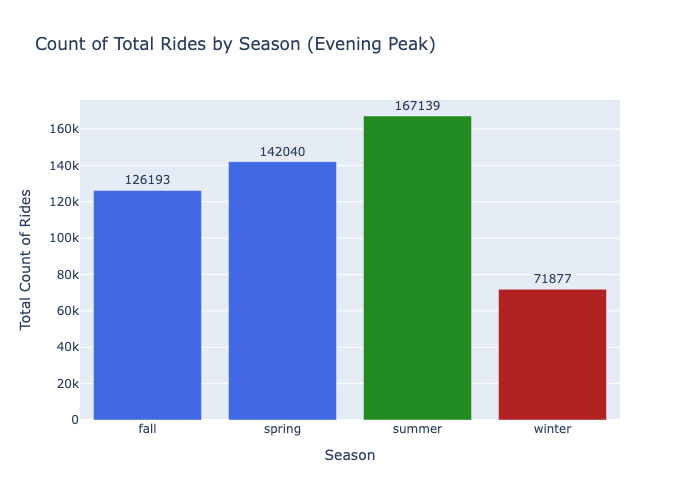 Count of Total Rides by Season (Evening Peak)
Total Count of Rides
160k
140k
120k
100k
80k
60k
40k
20k
0
126193
142040
167139
71877
fall
spring
summer
winter
Season